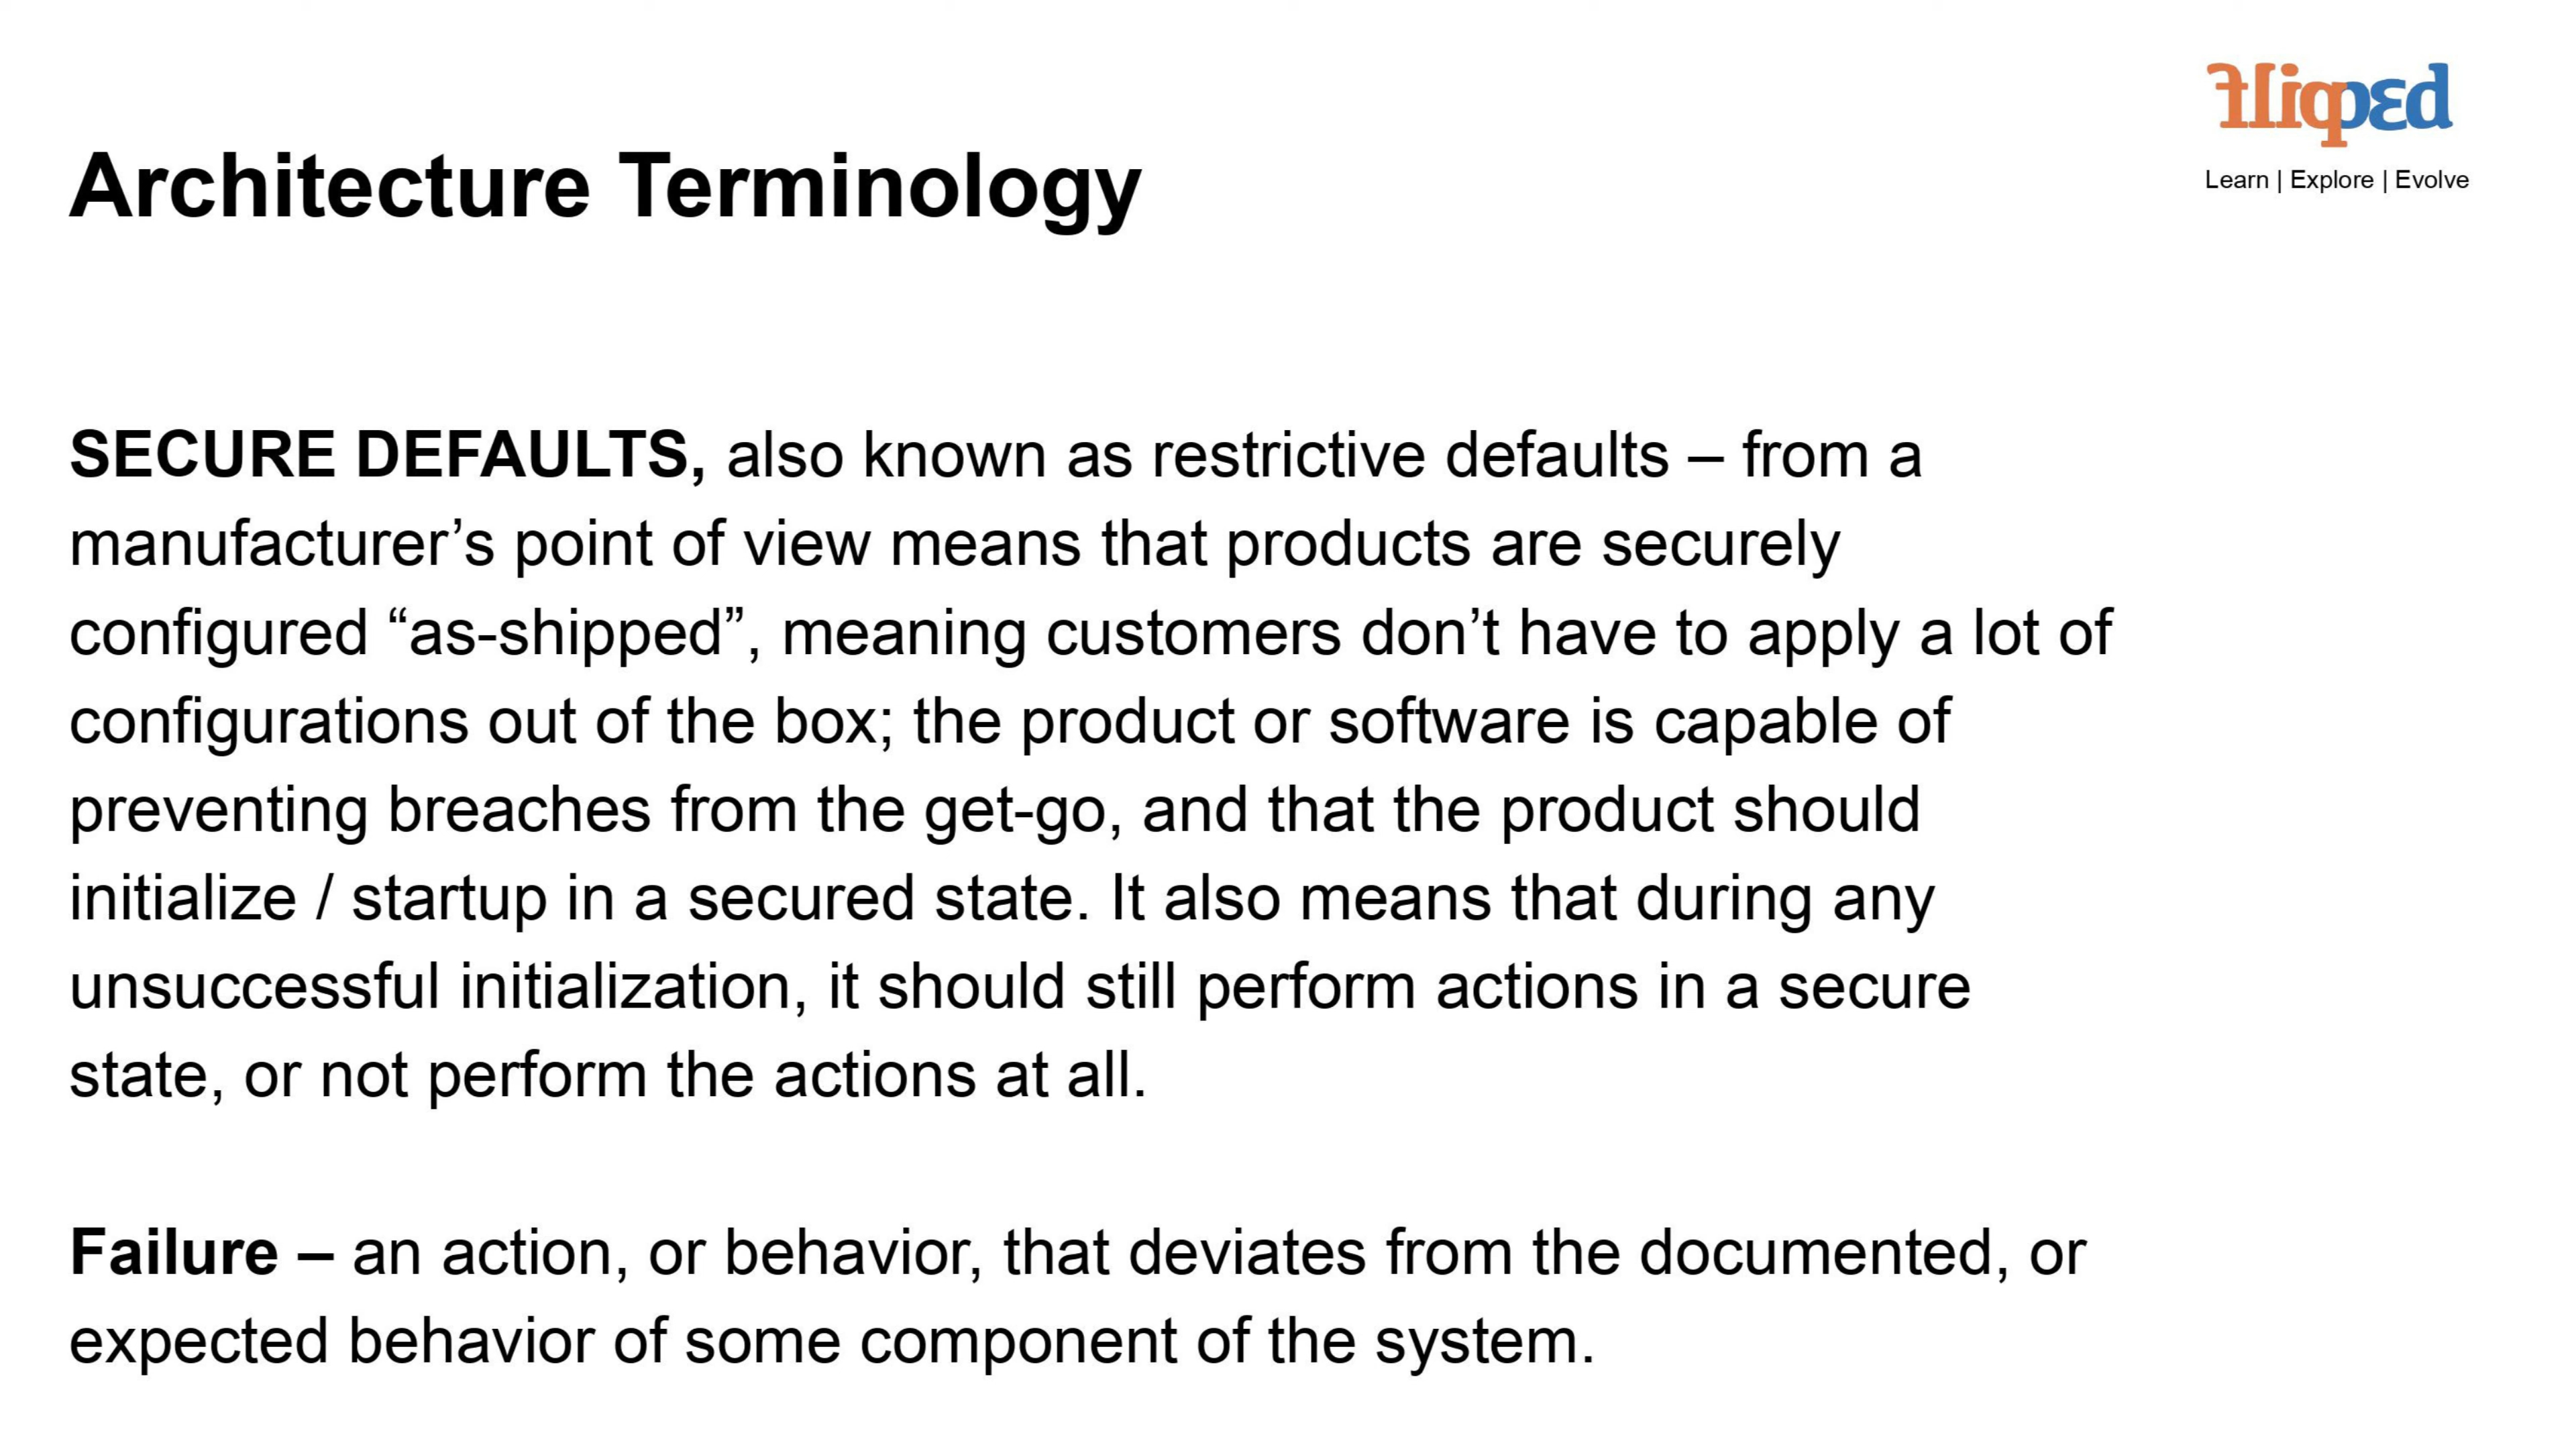 flipped
Learn | Explore | Evolve
Architecture Terminology
SECURE DEFAULTS, also known as restrictive defaults – from a
manufacturer’s point of view means that products are securely
configured “as-shipped”, meaning customers don’t have to apply a lot of
configurations out of the box; the product or software is capable of
preventing breaches from the get-go, and that the product should
initialize / startup in a secured state. It also means that during any
unsuccessful initialization, it should still perform actions in a secure
state, or not perform the actions at all.
Failure – an action, or behavior, that deviates from the documented, or
expected behavior of some component of the system.